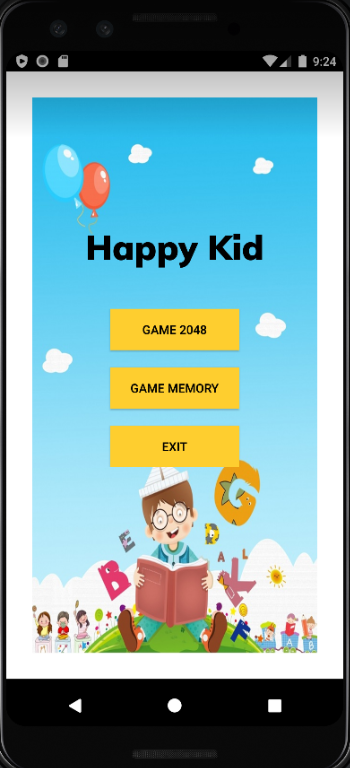 9:24
Happy Kid
GAME 2048
GAME MEMORY
EXIT
G
E
B
A L
B
K
K
A B